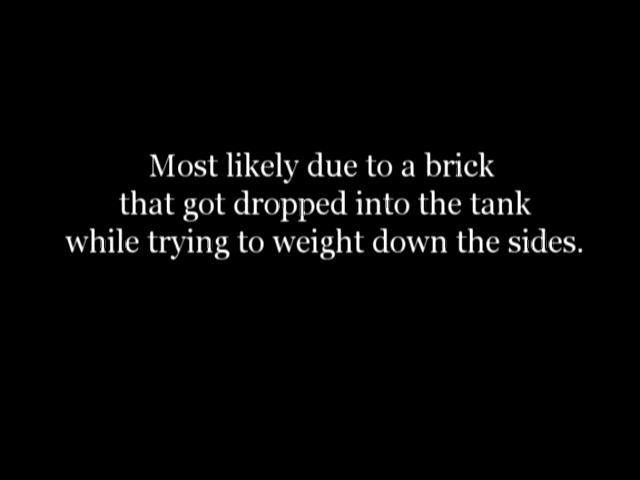 Most likely due to a brick
that got dropped into the tank
while trying to weight down the sides.